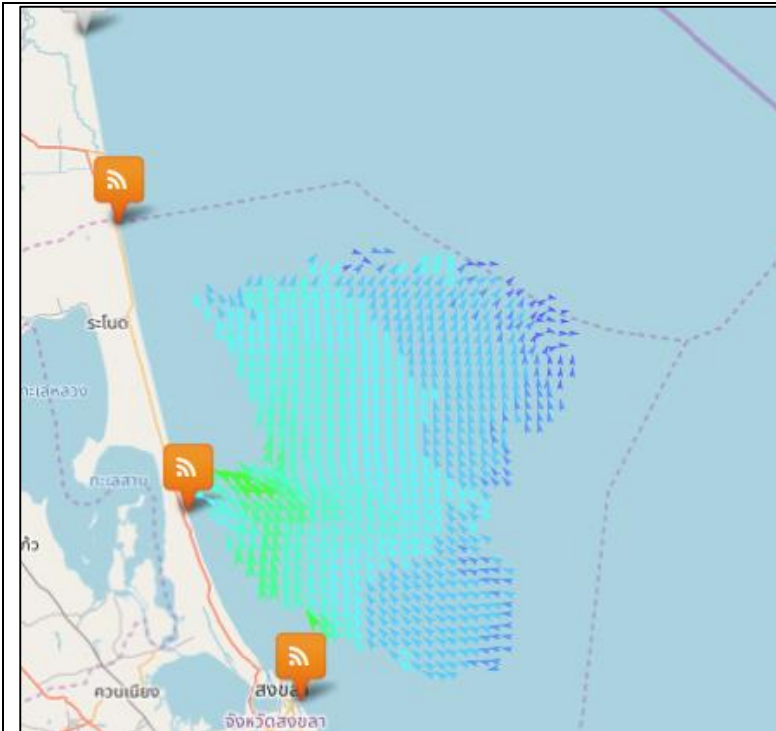 ระโนด
ทะเลหลวง
ทะเลสาบ
ควนเนียง
สงขลา
จังหวัดสงขลา